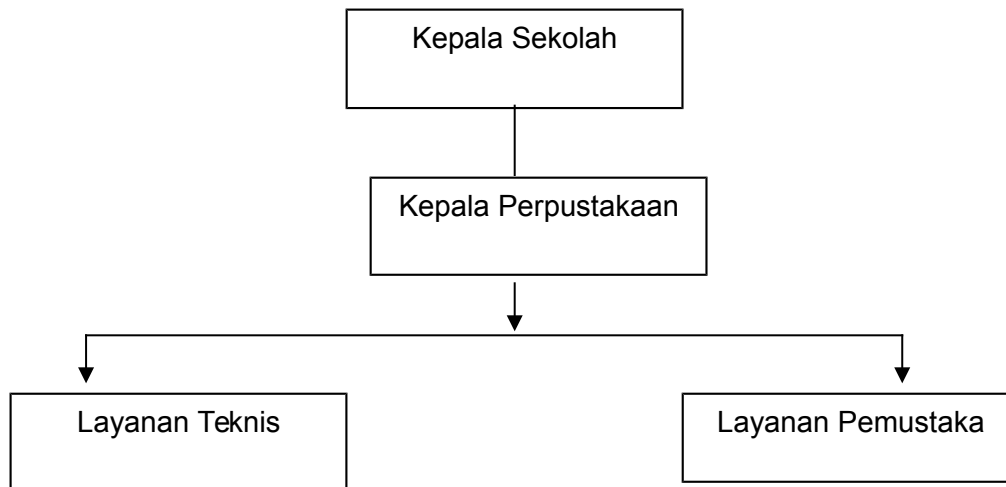 Kepala Sekolah
Kepala Perpustakaan
Layanan Teknis
Layanan Pemustaka